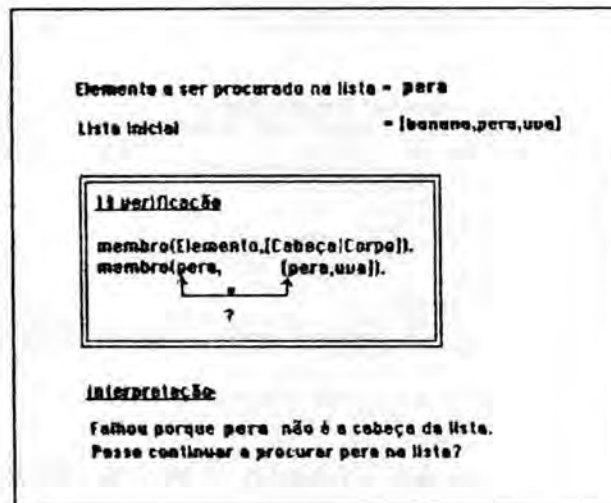 Elemento a ser procurado na lista = pera
Lista inicial = [banana,pera,uva]
1ª verificação
membro(Elemento,[Cabeça|Corpo]).
membro(pera, [pera,uva]).
=
?
interpretação
Falhou porque pera não é a cabeça da lista.
Posso continuar a procurar pera na lista?